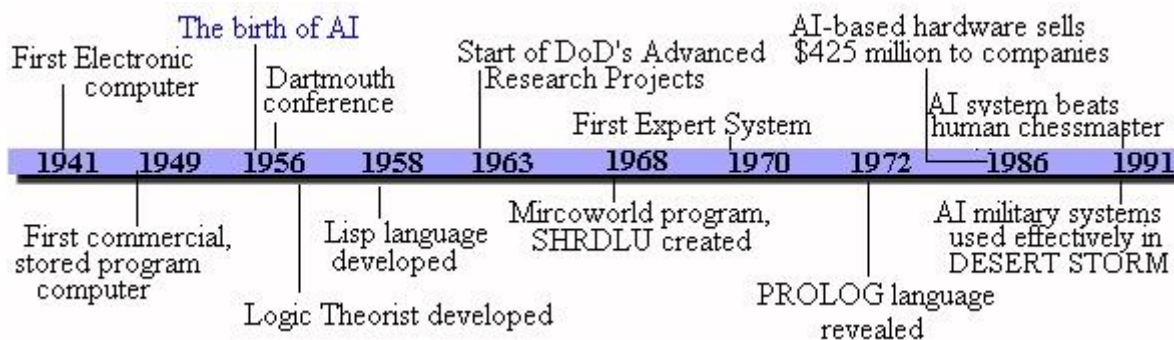 The birth of AI
First Electronic
computer
Dartmouth
conference
Start of DoD's Advanced
Research Projects
First Expert System
AI-based hardware sells
$425 million to companies
AI system beats
human chessmaster
1941 1949 1956 1958 1963 1968 1970 1972 1986 1991
First commercial,
stored program
computer
Logic Theorist developed
Lisp language
developed
Mircoworld program,
SHRDLU created
PROLOG language
revealed
AI military systems
used effectively in
DESERT STORM